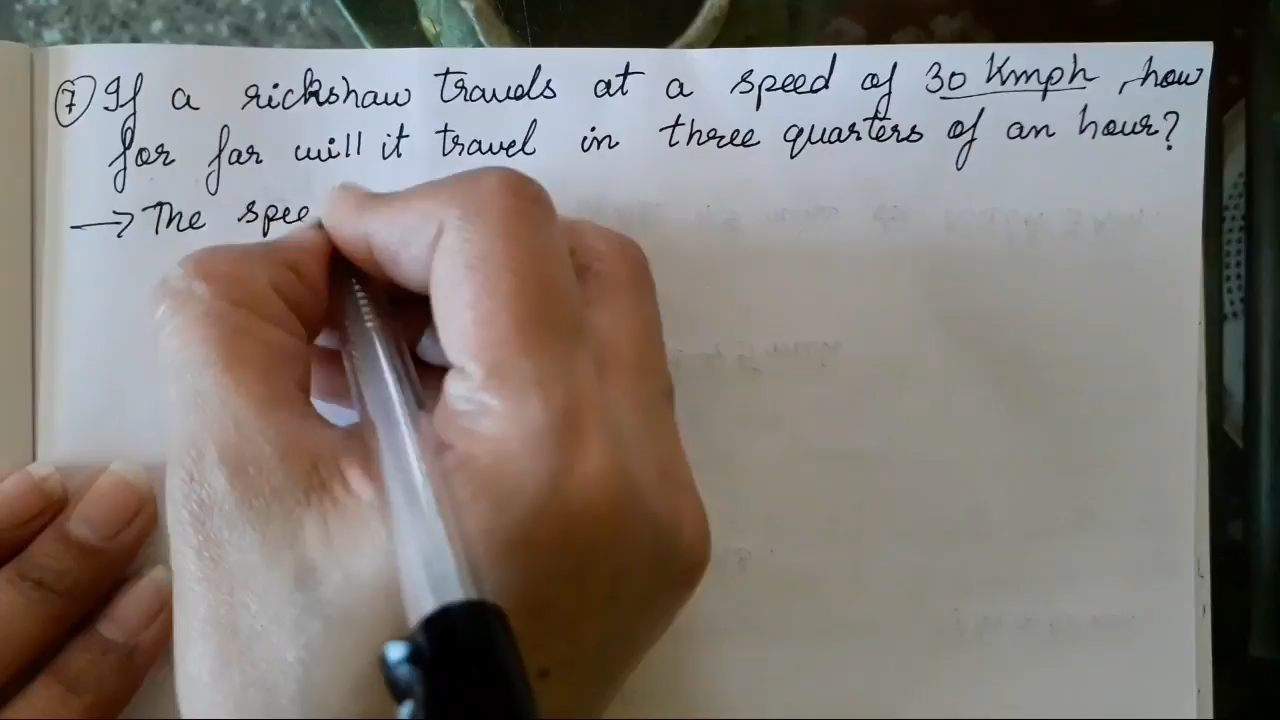 ⑦ If a rickshaw travels at a speed of 30 Kmph, how
for far will it travel in three quarters of an hour?
→ The spee